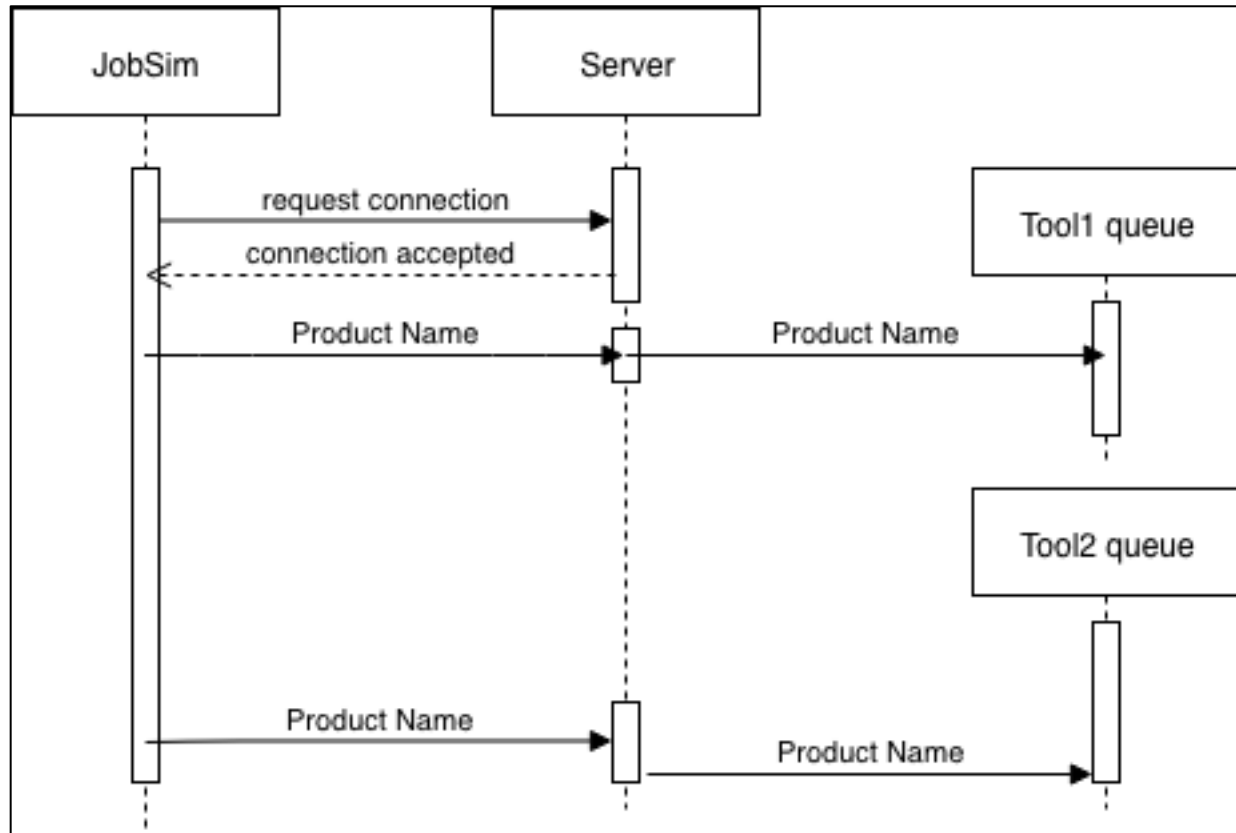 JobSim
Server
request connection
Tool1 queue
connection accepted
Product Name
Product Name
Tool2 queue
Product Name
Product Name